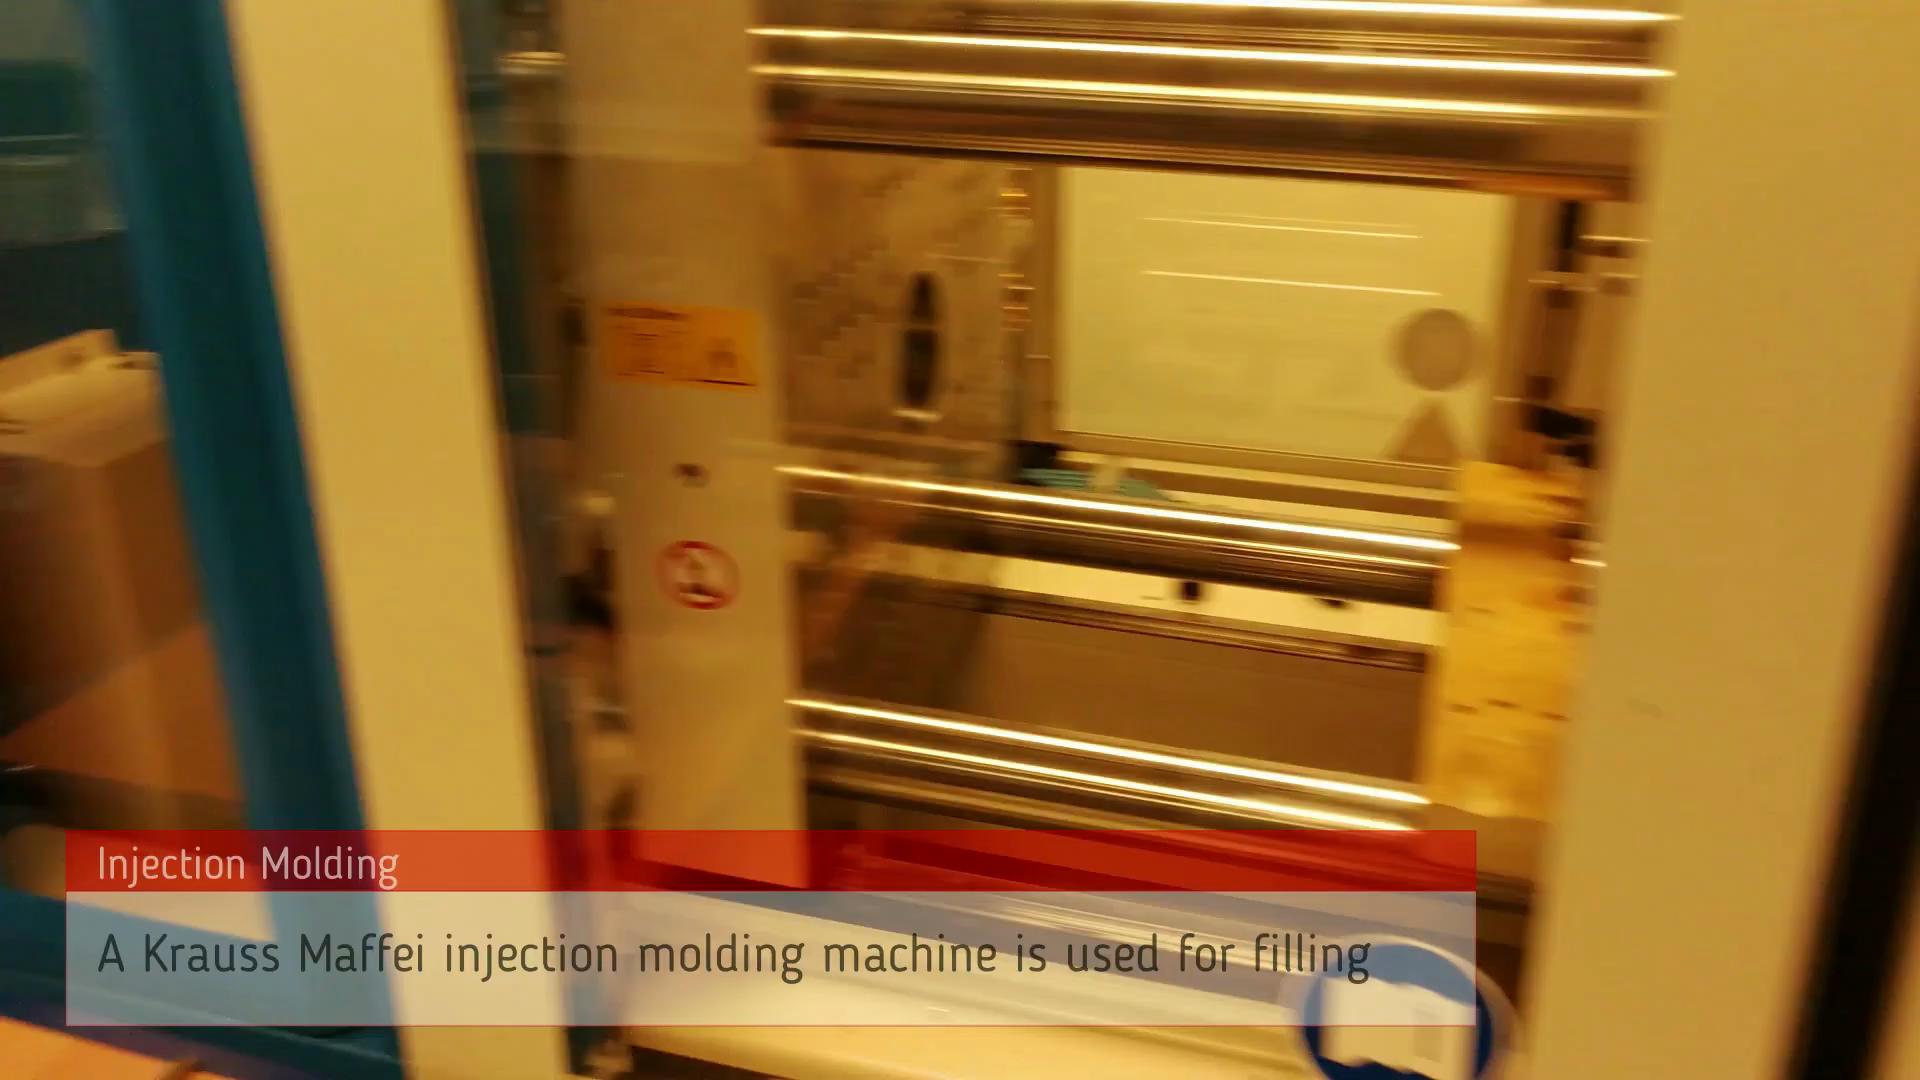 Injection Molding
A Krauss Maffei injection molding machine is used for filling